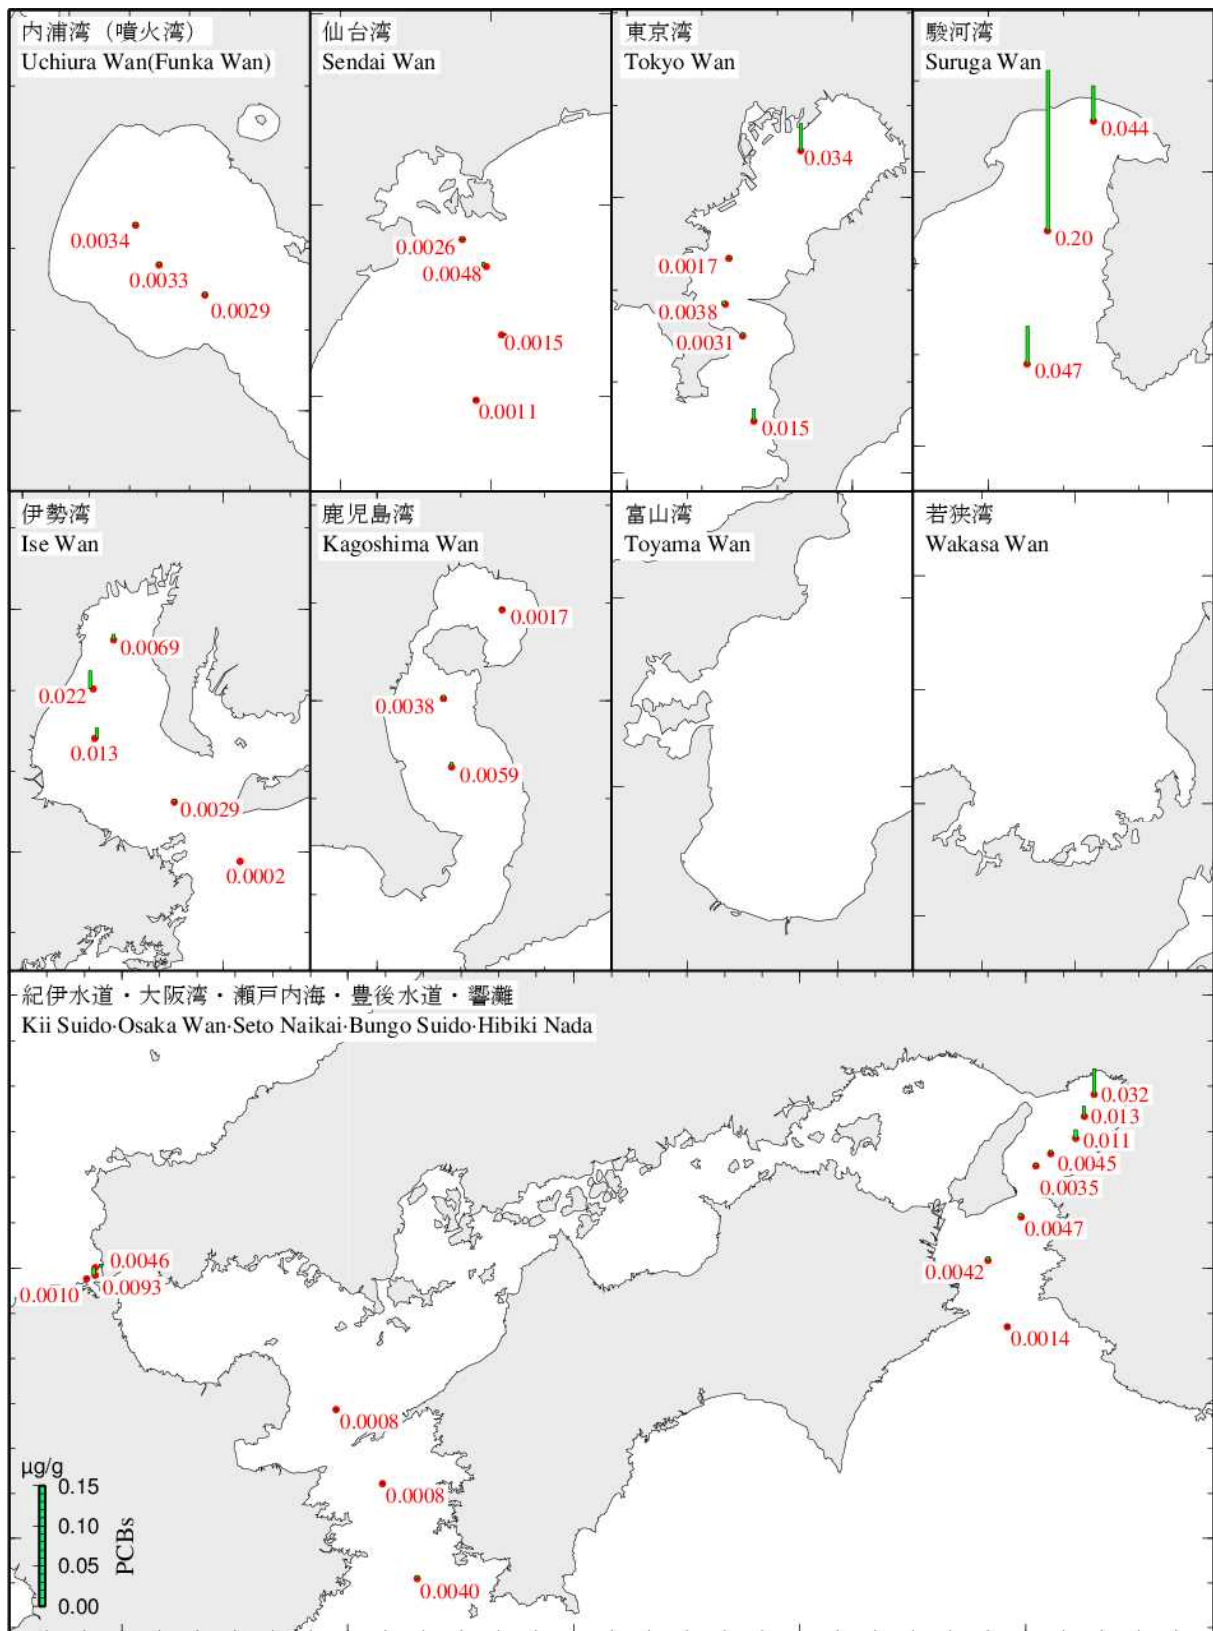 内浦湾（噴火湾）
Uchiura Wan(Funka Wan)
0.0034
0.0033
0.0029
仙台湾
Sendai Wan
0.0026
0.0048
0.0015
0.0011
東京湾
Tokyo Wan
0.034
0.0017
0.0038
0.0031
0.015
駿河湾
Suruga Wan
0.044
0.20
0.047
伊勢湾
Ise Wan
0.0069
0.022
0.013
0.0029
0.0002
鹿児島湾
Kagoshima Wan
0.0017
0.0038
0.0059
富山湾
Toyama Wan
若狭湾
Wakasa Wan
紀伊水道・大阪湾・瀬戸内海・豊後水道・響灘
Kii Suido·Osaka Wan·Seto Naikai·Bungo Suido·Hibiki Nada
0.032
0.013
0.011
0.0045
0.0035
0.0047
0.0046
0.0042
0.0093
0.0010
0.0014
0.0008
0.0008
0.0040
μg/g
0.15
0.10
0.05
0.00
PCBs